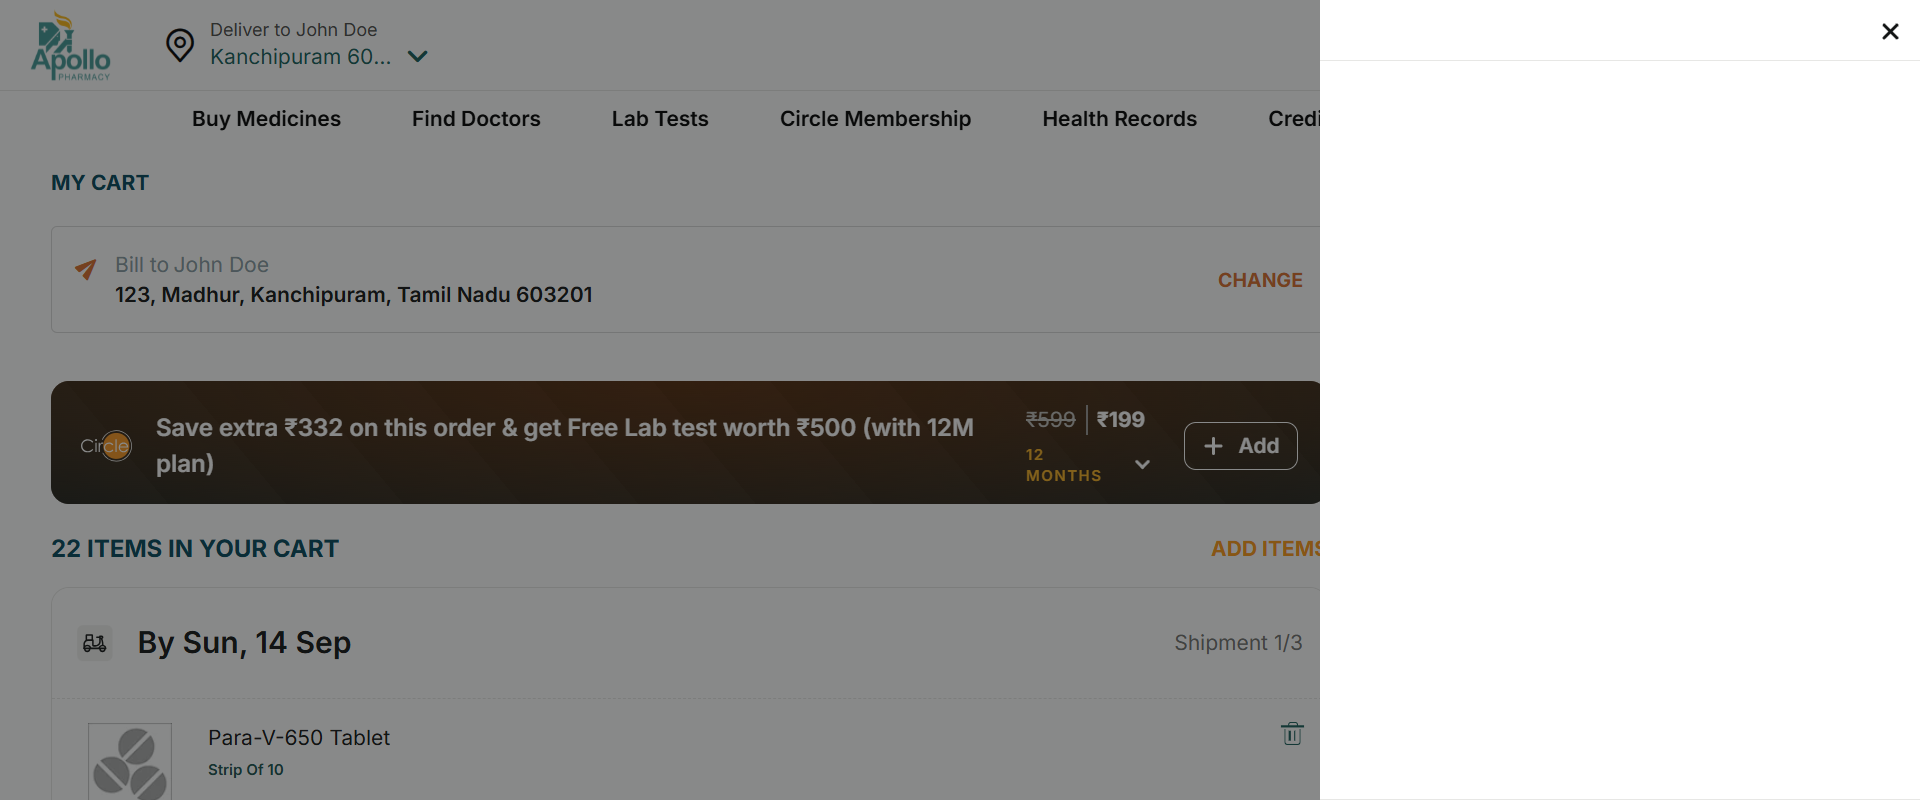 Apollo
PHARMACY
Deliver to John Doe
Kanchipuram 60...
Buy Medicines
Find Doctors
Lab Tests
Circle Membership
Health Records
Credi
MY CART
Bill to John Doe
123, Madhur, Kanchipuram, Tamil Nadu 603201
CHANGE
Circle
Save extra ₹332 on this order & get Free Lab test worth ₹500 (with 12M
plan)
₹599 ₹199
12
MONTHS
Add
22 ITEMS IN YOUR CART
ADD ITEMS
By Sun, 14 Sep
Shipment 1/3
Para-V-650 Tablet
Strip Of 10